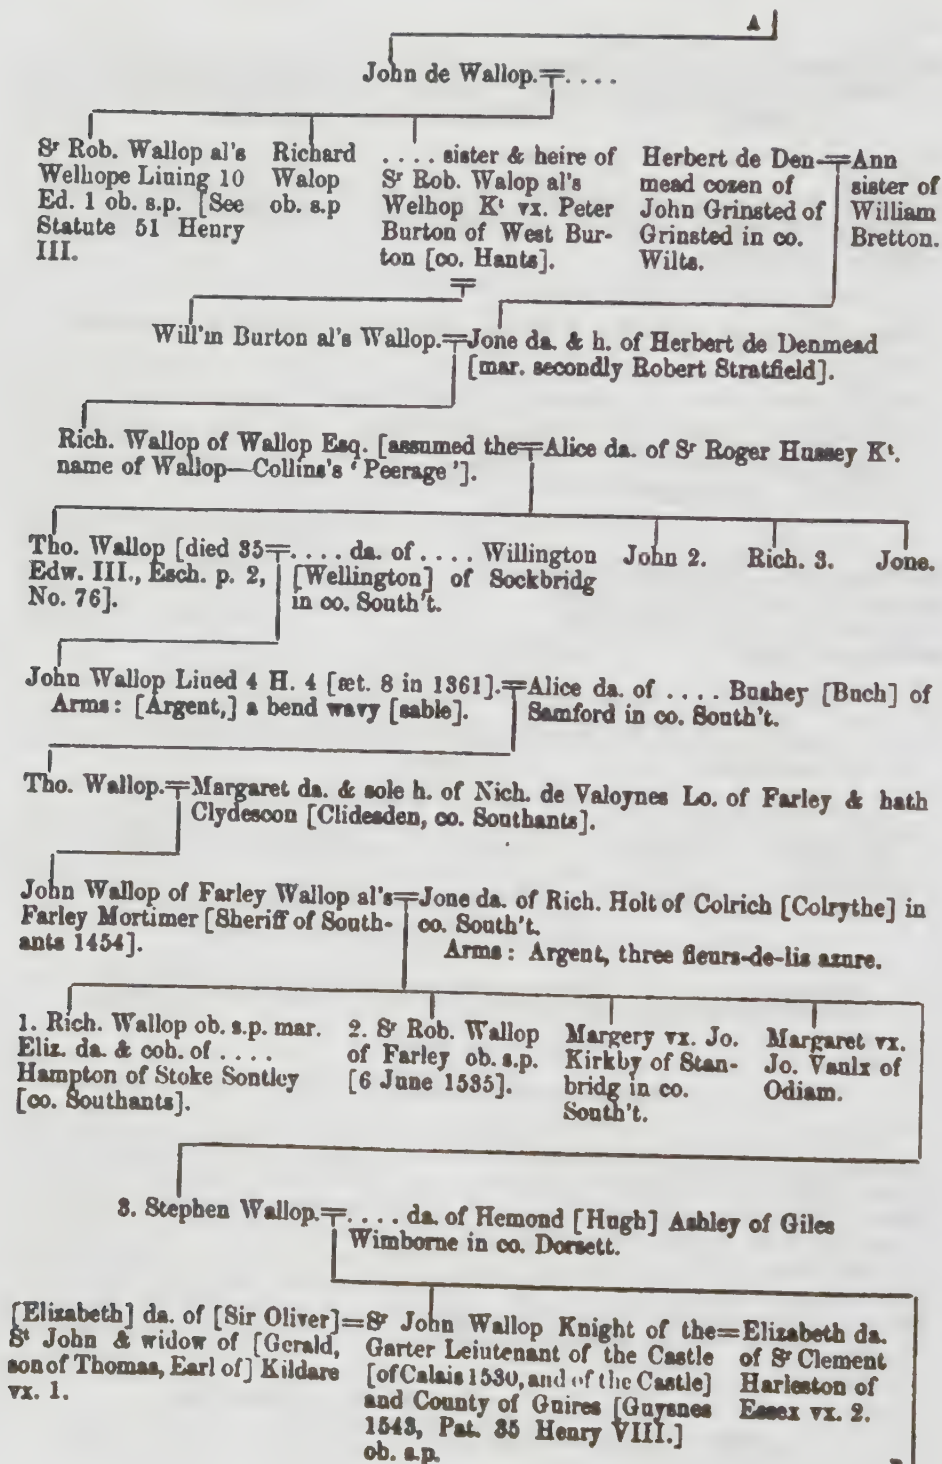 A
John de Wallop.=. . . .
Sr Rob. Wallop al's
Welhope Liuing 10
Ed. 1 ob. s.p. [See
Statute 51 Henry
III.
Richard
Walop
ob. s.p
. . . . sister & heire of
Sr Rob. Walop al's
Welhop Kt vx. Peter
Burton of West Bur-
ton [co. Hants].
=
Herbert de Den-=
mead cozen of
John Grinsted of
Grinsted in co.
Wilts.
Ann
sister of
William
Bretton.
Will'm Burton al's Wallop.=Jone da. & h. of Herbert de Denmead
[mar. secondly Robert Stratfield].
Rich. Wallop of Wallop Esq. [assumed the=Alice da. of Sr Roger Hussey Kt.
name of Wallop—Collins's 'Peerage'].
Tho. Wallop [died 35=
Edw. III., Esch. p. 2,
No. 76].
. . . . da. of . . . . Willington
[Wellington] of Sockbridg
in co. South't.
John 2. Rich. 3. Jone.
John Wallop Liued 4 H. 4 [æt. 8 in 1361].=Alice da. of . . . . Bushey [Buch] of
Arms: [Argent,] a bend wavy [sable]. Samford in co. South't.
Tho. Wallop.=Margaret da. & sole h. of Nich. de Valoynes Lo. of Farley & hath
Clydescon [Clidesden, co. Southants].
John Wallop of Farley Wallop al's=Jone da. of Rich. Holt of Colrich [Colrythe] in
Farley Mortimer [Sheriff of South- co. South't.
ants 1454]. Arms: Argent, three fleurs-de-lis azure.
1. Rich. Wallop ob. s.p. mar.
Eliz. da. & coh. of . . . .
Hampton of Stoke Sontley
[co. Southants].
2. Sr Rob. Wallop
of Farley ob. s.p.
[6 June 1535].
Margery vx. Jo.
Kirkby of Stan-
bridg in co.
South't.
Margaret vx.
Jo. Vaulx of
Odiam.
3. Stephen Wallop.=. . . . da. of Hemond [Hugh] Ashley of Giles
Wimborne in co. Dorsett.
[Elizabeth] da. of [Sir Oliver]=
St John & widow of [Gerald,
son of Thomas, Earl of] Kildare
vx. 1.
Sr John Wallop Knight of the=
Garter Leiutenant of the Castle
[of Calais 1530, and of the Castle]
and County of Guires [Guysnes
1543, Pat. 35 Henry VIII.]
ob. s.p.
Elizabeth da.
of Sr Clement
Harleston of
Essex vx. 2.